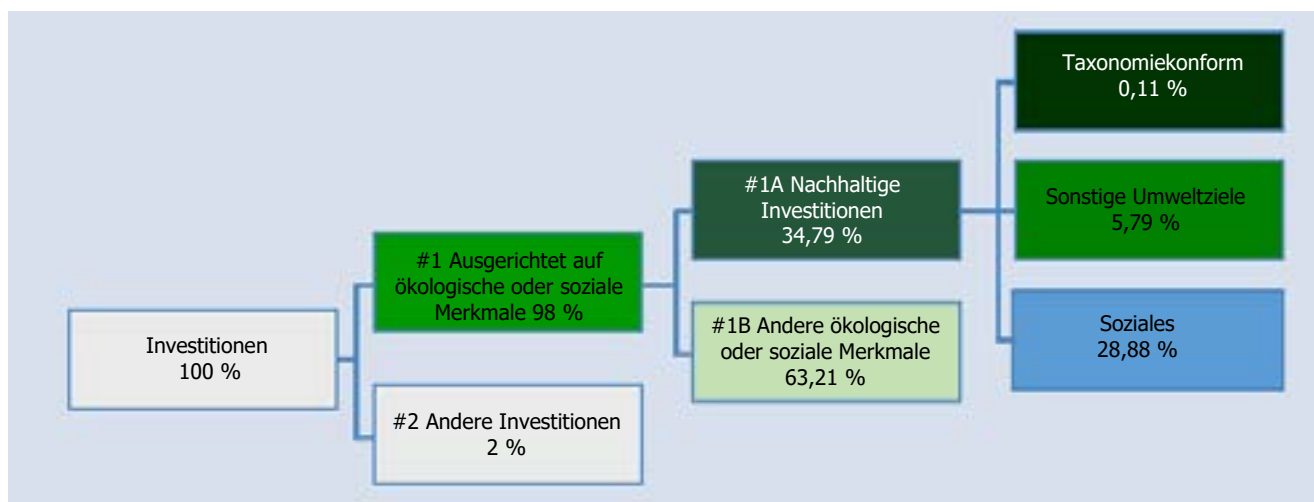 Taxonomiekonform
0,11 %
#1A Nachhaltige
Investitionen
34,79 %
Sonstige Umweltziele
5,79 %
#1 Ausgerichtet auf
ökologische oder soziale
Merkmale 98 %
#1B Andere ökologische
oder soziale Merkmale
63,21 %
Soziales
28,88 %
Investitionen
100 %
#2 Andere Investitionen
2 %